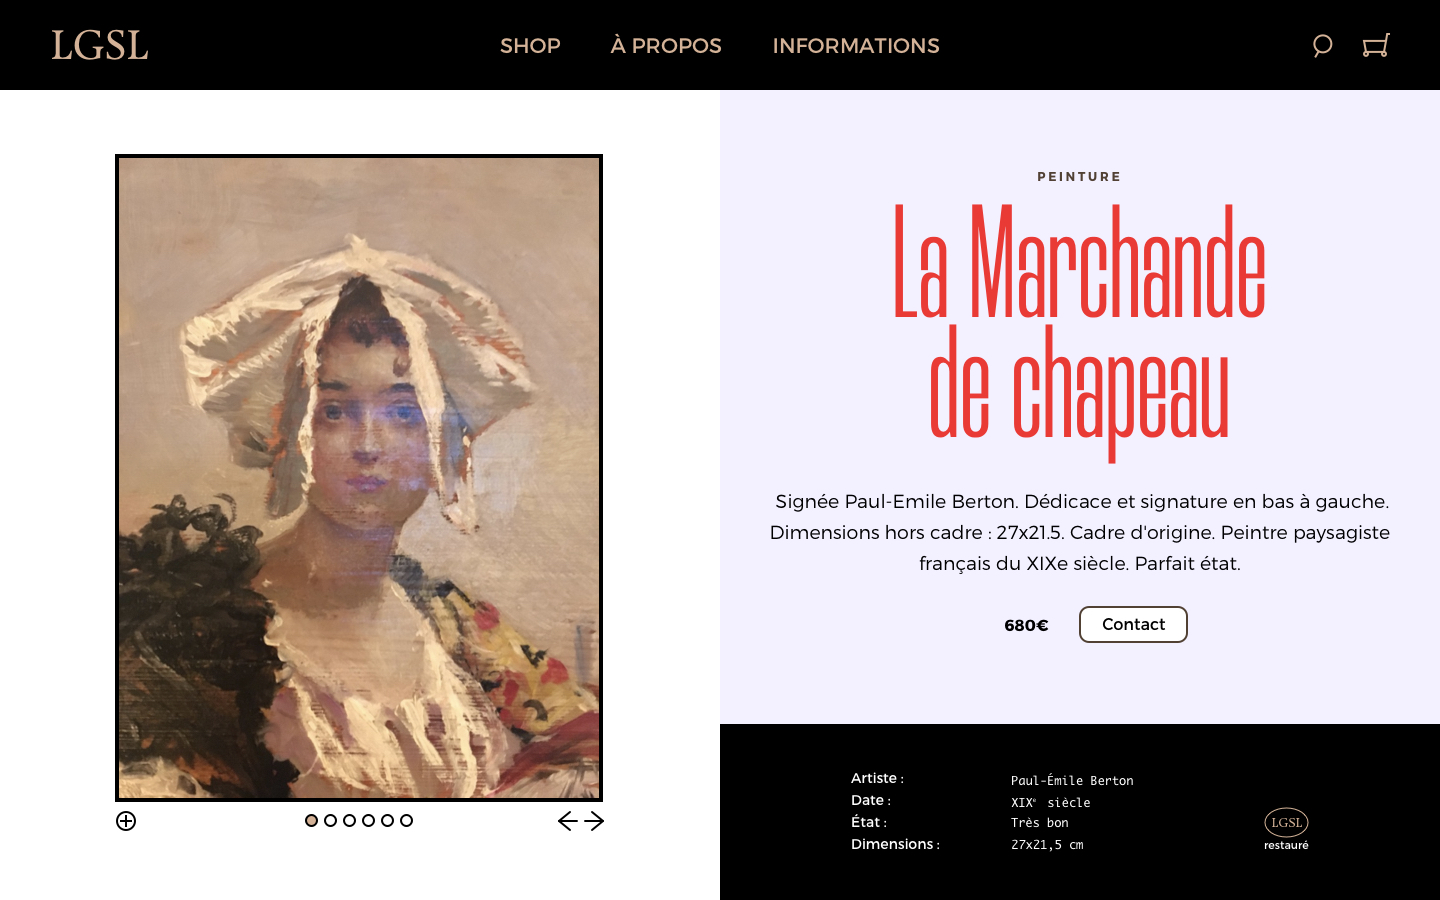 LGSL
SHOP
À PROPOS
INFORMATIONS
PEINTURE
La Marchande
de chapeau
Signée Paul-Emile Berton. Dédicace et signature en bas à gauche.
Dimensions hors cadre : 27x21.5. Cadre d'origine. Peintre paysagiste
français du XIXe siècle. Parfait état.
680€
Contact
Artiste : Paul-Émile Berton
Date : XIXᵉ siècle
État : Très bon
Dimensions : 27x21,5 cm
LGSL
restauré